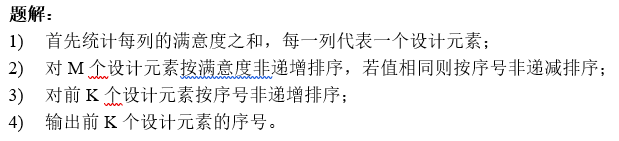 题解：
1) 首先统计每列的满意度之和，每一列代表一个设计元素；
2) 对 M 个设计元素按满意度非递增排序，若值相同则按序号非递减排序；
3) 对前 K 个设计元素按序号非递增排序；
4) 输出前 K 个设计元素的序号。